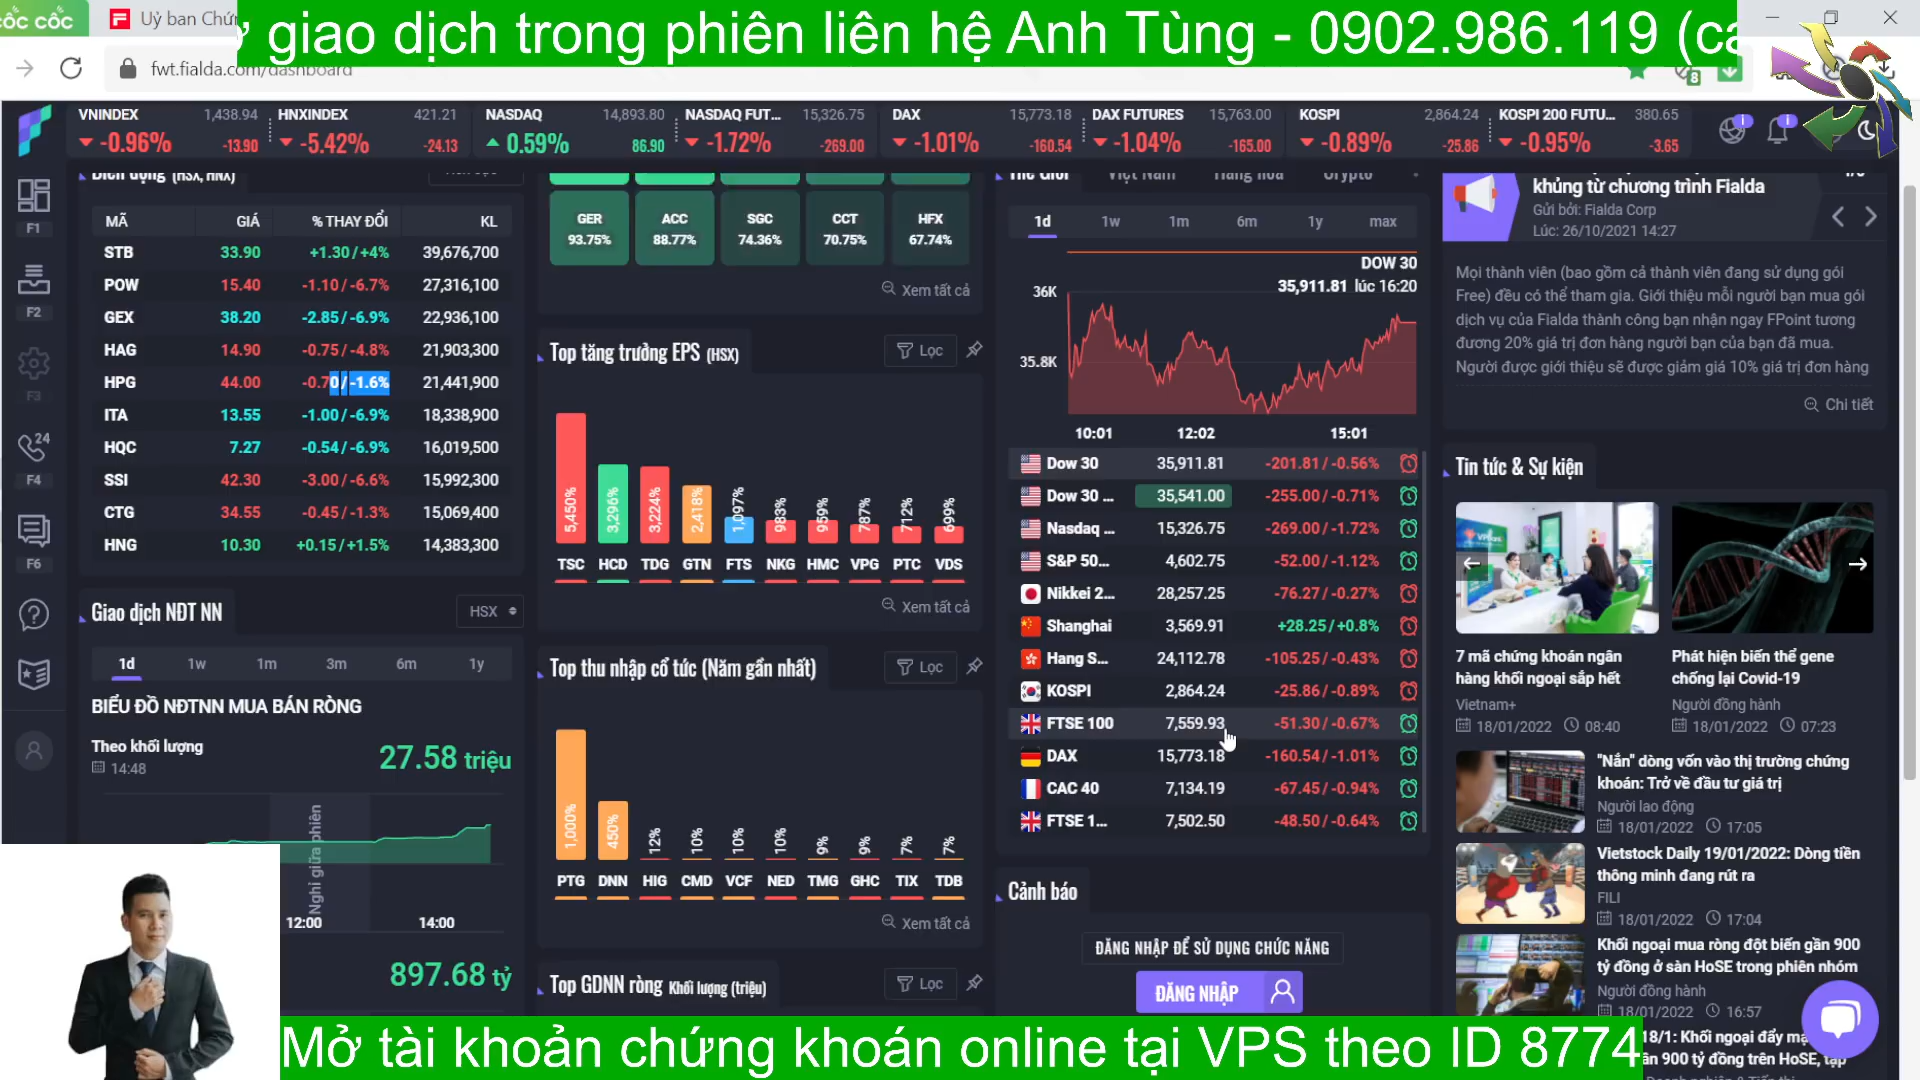 cốc cốc
Uỷ ban Chứn
giao dịch trong phiên liên hệ Anh Tùng - 0902.986.119 (ca
fwt.fialda.com/dashboard
8
VNINDEX 1,438.94
-0.96% -13.90
HNXINDEX 421.21
-5.42% -24.13
NASDAQ 14,893.80
0.59% 86.90
NASDAQ FUT... 15,326.75
-1.72% -269.00
DAX 15,773.18
-1.01% -160.54
DAX FUTURES 15,763.00
-1.04% -165.00
KOSPI 2,864.24
-0.89% -25.86
KOSPI 200 FUTU... 380.65
-0.95% -3.65
F1
F2
F3
24
F4
F6
(HSX, HNX)
MÃ GIÁ % THAY ĐỔI KL
STB 33.90 +1.30/+4% 39,676,700
POW 15.40 -1.10/-6.7% 27,316,100
GEX 38.20 -2.85/-6.9% 22,936,100
HAG 14.90 -0.75/-4.8% 21,903,300
HPG 44.00 -0.70/-1.6% 21,441,900
ITA 13.55 -1.00/-6.9% 18,338,900
HQC 7.27 -0.54/-6.9% 16,019,500
SSI 42.30 -3.00/-6.6% 15,992,300
CTG 34.55 -0.45/-1.3% 15,069,400
HNG 10.30 +0.15/+1.5% 14,383,300
Giao dịch NĐT NN
HSX
1d 1w 1m 3m 6m 1y
BIỂU ĐỒ NĐTNN MUA BÁN RÒNG
Theo khối lượng
14:48
27.58 triệu
Nghỉ giữa phiên
12:00 14:00
897.68 tỷ
GER 93.75%
ACC 88.77%
SGC 74.36%
CCT 70.75%
HFX 67.74%
Xem tất cả
Top tăng trưởng EPS (HSX)
Lọc
5,450% 3,296% 3,224% 2,418% 1,097% 983% 959% 787% 712% 699%
TSC HCD TDG GTN FTS NKG HMC VPG PTC VDS
Xem tất cả
Top thu nhập cổ tức (Năm gần nhất)
Lọc
1,000% 450% 12% 10% 10% 10% 9% 9% 7% 7%
PTG DNN HIG CMD VCF NED TMG GHC TIX TDB
Xem tất cả
Top GDNN ròng Khối lượng (triệu)
Lọc
Thế Giới Việt Nam Hàng hóa Crypto
1d 1w 1m 6m 1y max
DOW 30
35,911.81 lúc 16:20
36K
35.8K
10:01 12:02 15:01
Dow 30 35,911.81 -201.81/-0.56%
Dow 30 ... 35,541.00 -255.00/-0.71%
Nasdaq ... 15,326.75 -269.00/-1.72%
S&P 50... 4,602.75 -52.00/-1.12%
Nikkei 2... 28,257.25 -76.27/-0.27%
Shanghai 3,569.91 +28.25/+0.8%
Hang S... 24,112.78 -105.25/-0.43%
KOSPI 2,864.24 -25.86/-0.89%
FTSE 100 7,559.93 -51.30/-0.67%
DAX 15,773.18 -160.54/-1.01%
CAC 40 7,134.19 -67.45/-0.94%
FTSE 1... 7,502.50 -48.50/-0.64%
Cảnh báo
ĐĂNG NHẬP ĐỂ SỬ DỤNG CHỨC NĂNG
ĐĂNG NHẬP
khủng từ chương trình Fialda
Gửi bởi: Fialda Corp
Lúc: 26/10/2021 14:27
Mọi thành viên (bao gồm cả thành viên đang sử dụng gói
Free) đều có thể tham gia. Giới thiệu mỗi người bạn mua gói
dịch vụ của Fialda thành công bạn nhận ngay FPoint tương
đương 20% giá trị đơn hàng người bạn của bạn đã mua.
Người được giới thiệu sẽ được giảm giá 10% giá trị đơn hàng
Chi tiết
Tin tức & Sự kiện
7 mã chứng khoán ngân
hàng khối ngoại sắp hết
Vietnam+
18/01/2022 08:40
Phát hiện biến thể gene
chống lại Covid-19
Người đồng hành
18/01/2022 07:23
"Nắn" dòng vốn vào thị trường chứng
khoán: Trở về đầu tư giá trị
Người lao động
18/01/2022 17:05
Vietstock Daily 19/01/2022: Dòng tiền
thông minh đang rút ra
FILI
18/01/2022 17:04
Khối ngoại mua ròng đột biến gần 900
tỷ đồng ở sàn HoSE trong phiên nhóm
Người đồng hành
18/01/2022 16:57
18/1: Khối ngoại đẩy mạ
ần 900 tỷ đồng trên HoSE, tập
Mở tài khoản chứng khoán online tại VPS theo ID 8774